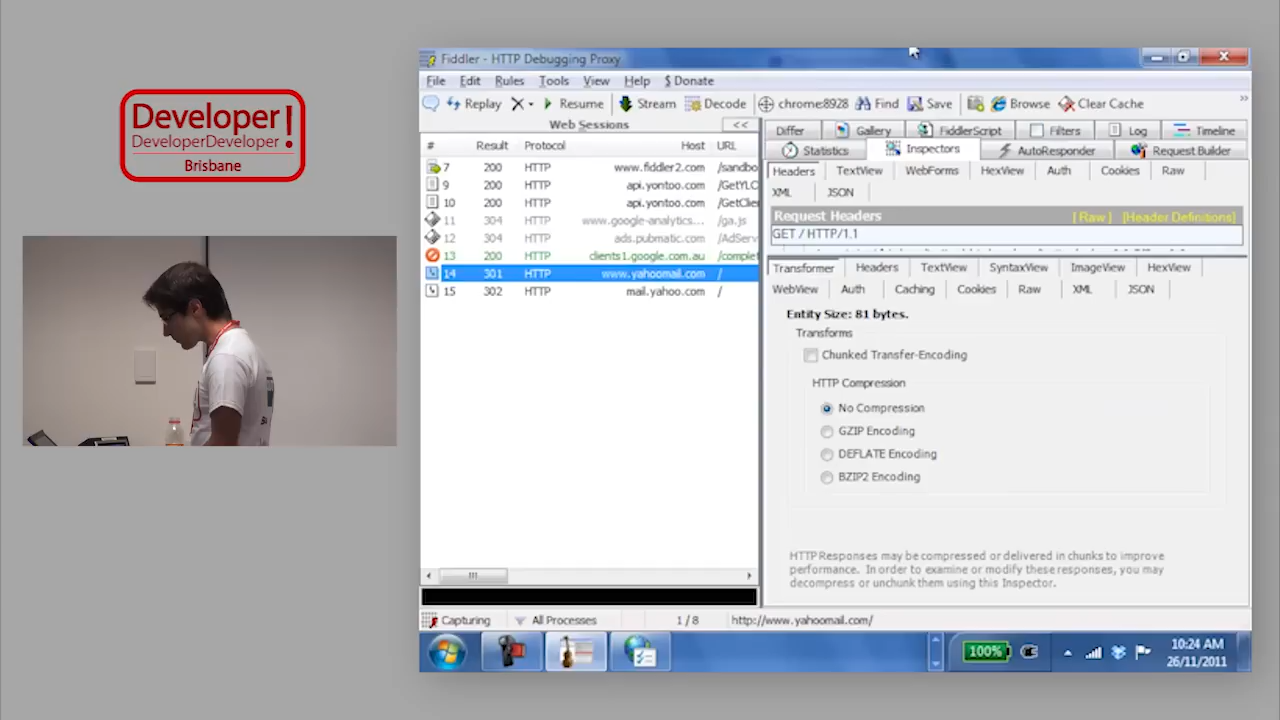 Developer!
DeveloperDeveloper
Brisbane
Fiddler - HTTP Debugging Proxy
File Edit Rules Tools View Help $ Donate
Replay Resume Stream Decode chrome:8928 Find Save Browse Clear Cache »
Web Sessions <<
# Result Protocol Host URL
7 200 HTTP www.fiddler2.com /sandbo
9 200 HTTP api.yontoo.com /GetYLC
10 200 HTTP api.yontoo.com /GetClie
11 304 HTTP www.google-analytics... /ga.js
12 304 HTTP ads.pubmatic.com /AdServ
13 200 HTTP clients1.google.com.au /comple
14 301 HTTP www.yahoomail.com /
15 302 HTTP mail.yahoo.com /
Differ Gallery FiddlerScript Filters Log Timeline
Statistics Inspectors AutoResponder Request Builder
Headers TextView WebForms HexView Auth Cookies Raw
XML JSON
Request Headers [ Raw ] [Header Definitions]
GET / HTTP/1.1
Transformer Headers TextView SyntaxView ImageView HexView
WebView Auth Caching Cookies Raw XML JSON
Entity Size: 81 bytes.
Transforms
Chunked Transfer-Encoding
HTTP Compression
No Compression
GZIP Encoding
DEFLATE Encoding
BZIP2 Encoding
HTTP Responses may be compressed or delivered in chunks to improve
performance. In order to examine or modify these responses, you may
decompress or unchunk them using this Inspector.
Capturing All Processes 1 / 8 http://www.yahoomail.com/
100% 10:24 AM
26/11/2011